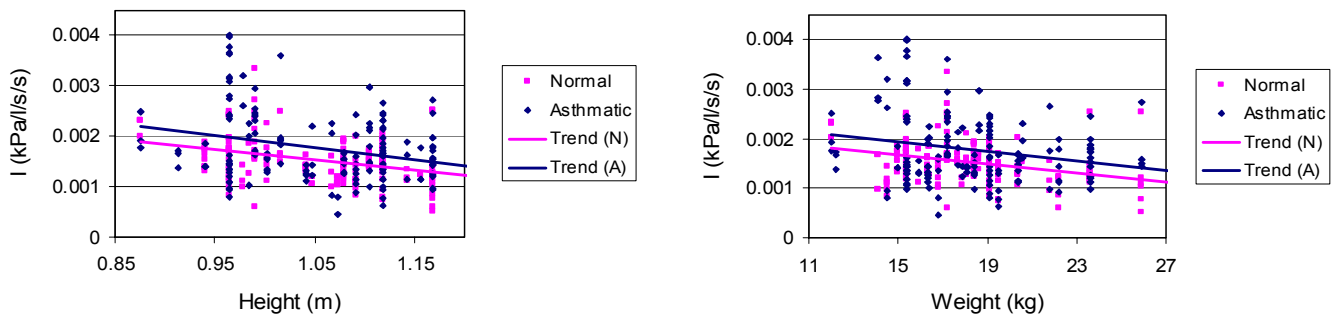 I (kPa/l/s/s)
0.004
0.003
0.002
0.001
0
0.85
0.95
1.05
1.15
Height (m)
Normal
Asthmatic
Trend (N)
Trend (A)
I (kPa/l/s/s)
0.004
0.003
0.002
0.001
0
11
15
19
23
27
Weight (kg)
Normal
Asthmatic
Trend (N)
Trend (A)